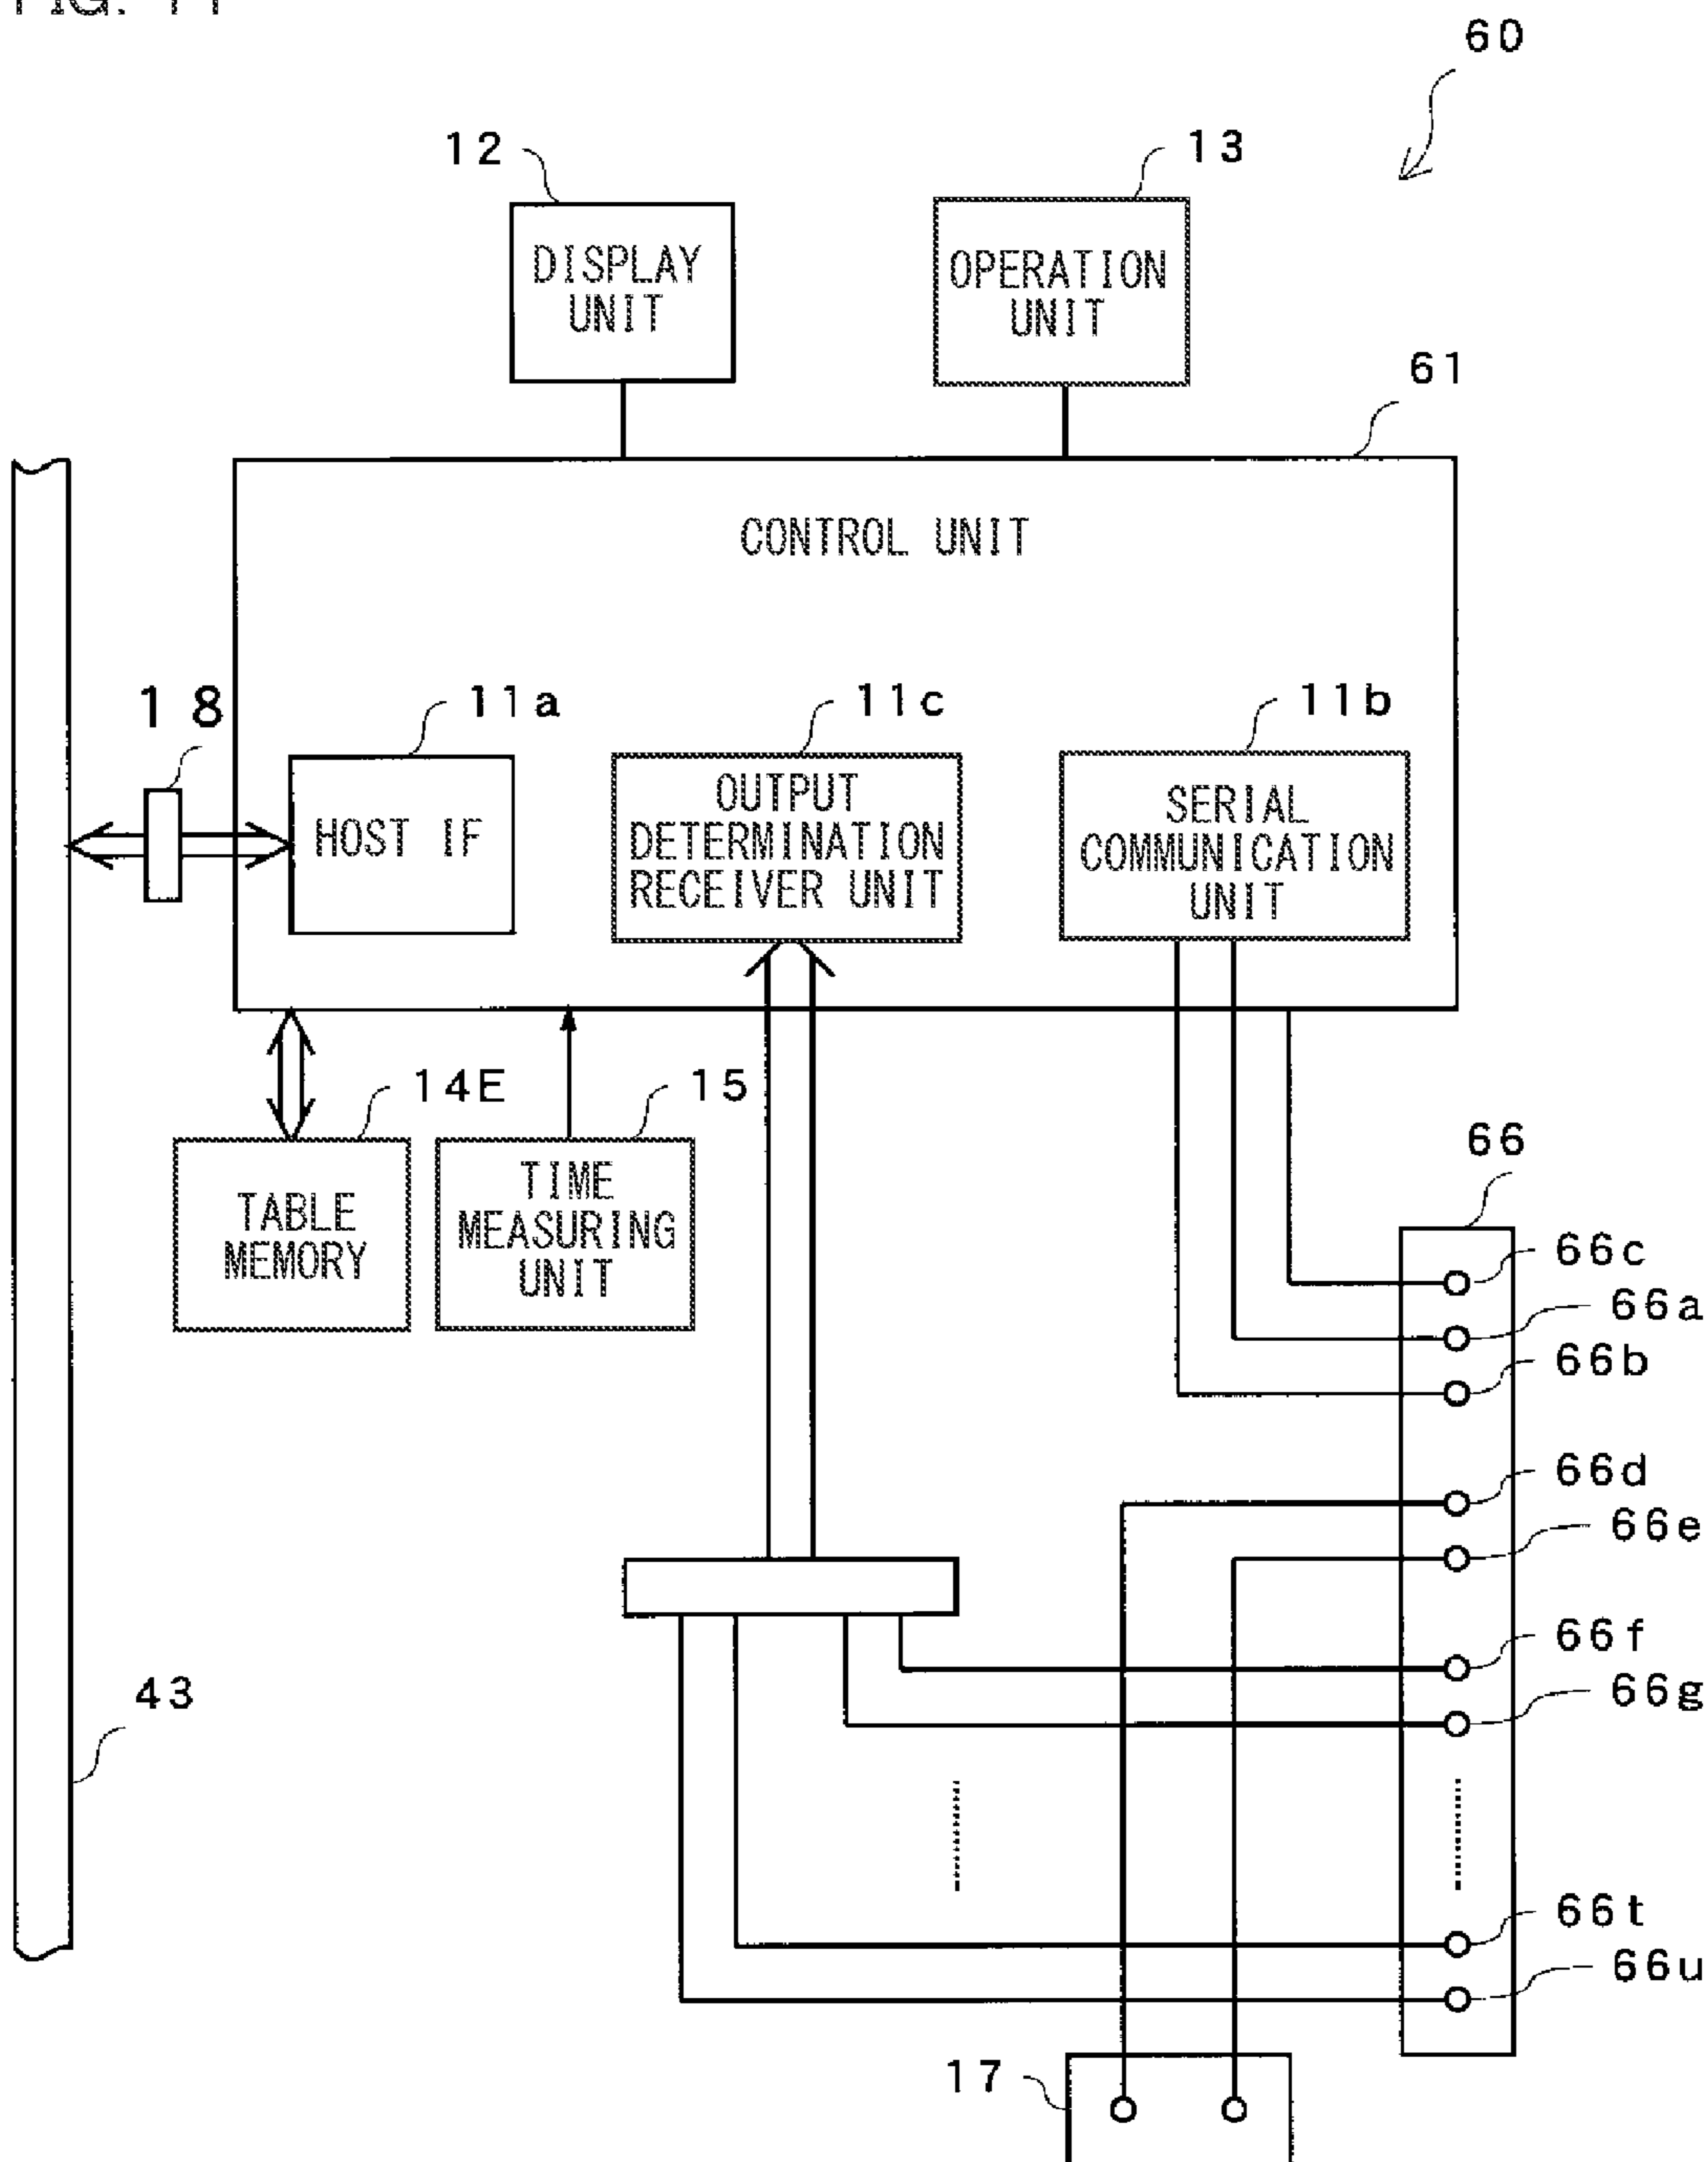 60
12
13
DISPLAY
UNIT
OPERATION
UNIT
61
CONTROL UNIT
18
11a
11c
11b
HOST IF
OUTPUT
DETERMINATION
RECEIVER UNIT
SERIAL
COMMUNICATION
UNIT
14E
15
TABLE
MEMORY
TIME
MEASURING
UNIT
66
66c
66a
66b
66d
66e
66f
66g
43
66t
66u
17